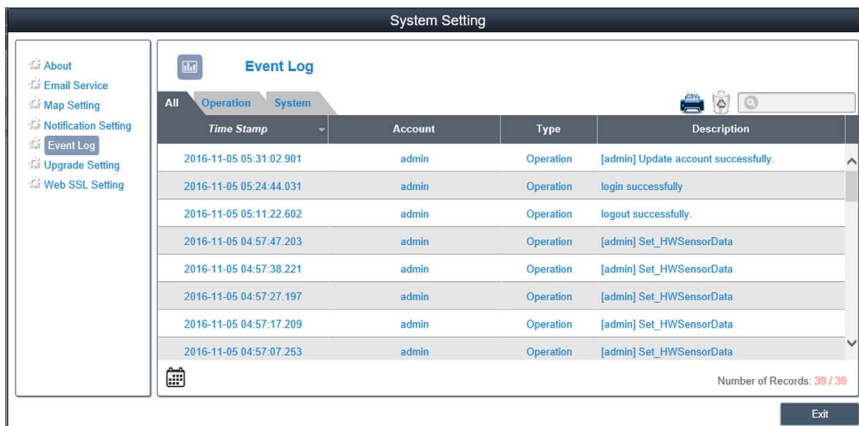 System Setting
About
Email Service
Map Setting
Notification Setting
Event Log
Upgrade Setting
Web SSL Setting
Event Log
All Operation System
CSV
Time Stamp Account Type Description
2016-11-05 05:31:02.901 admin Operation [admin] Update account successfully.
2016-11-05 05:24:44.031 admin Operation login successfully
2016-11-05 05:11:22.602 admin Operation logout successfully.
2016-11-05 04:57:47.203 admin Operation [admin] Set_HWSensorData
2016-11-05 04:57:38.221 admin Operation [admin] Set_HWSensorData
2016-11-05 04:57:27.197 admin Operation [admin] Set_HWSensorData
2016-11-05 04:57:17.209 admin Operation [admin] Set_HWSensorData
2016-11-05 04:57:07.253 admin Operation [admin] Set_HWSensorData
Number of Records: 39 / 39
Exit